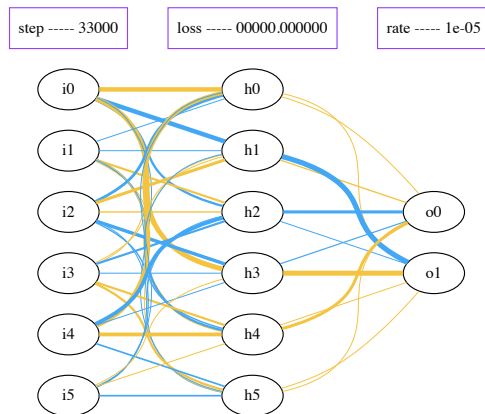 step ----- 33000 loss ----- 00000.000000 rate ----- 1e-05
i0 h0
i1 h1
i2 h2 o0
i3 h3 o1
i4 h4
i5 h5